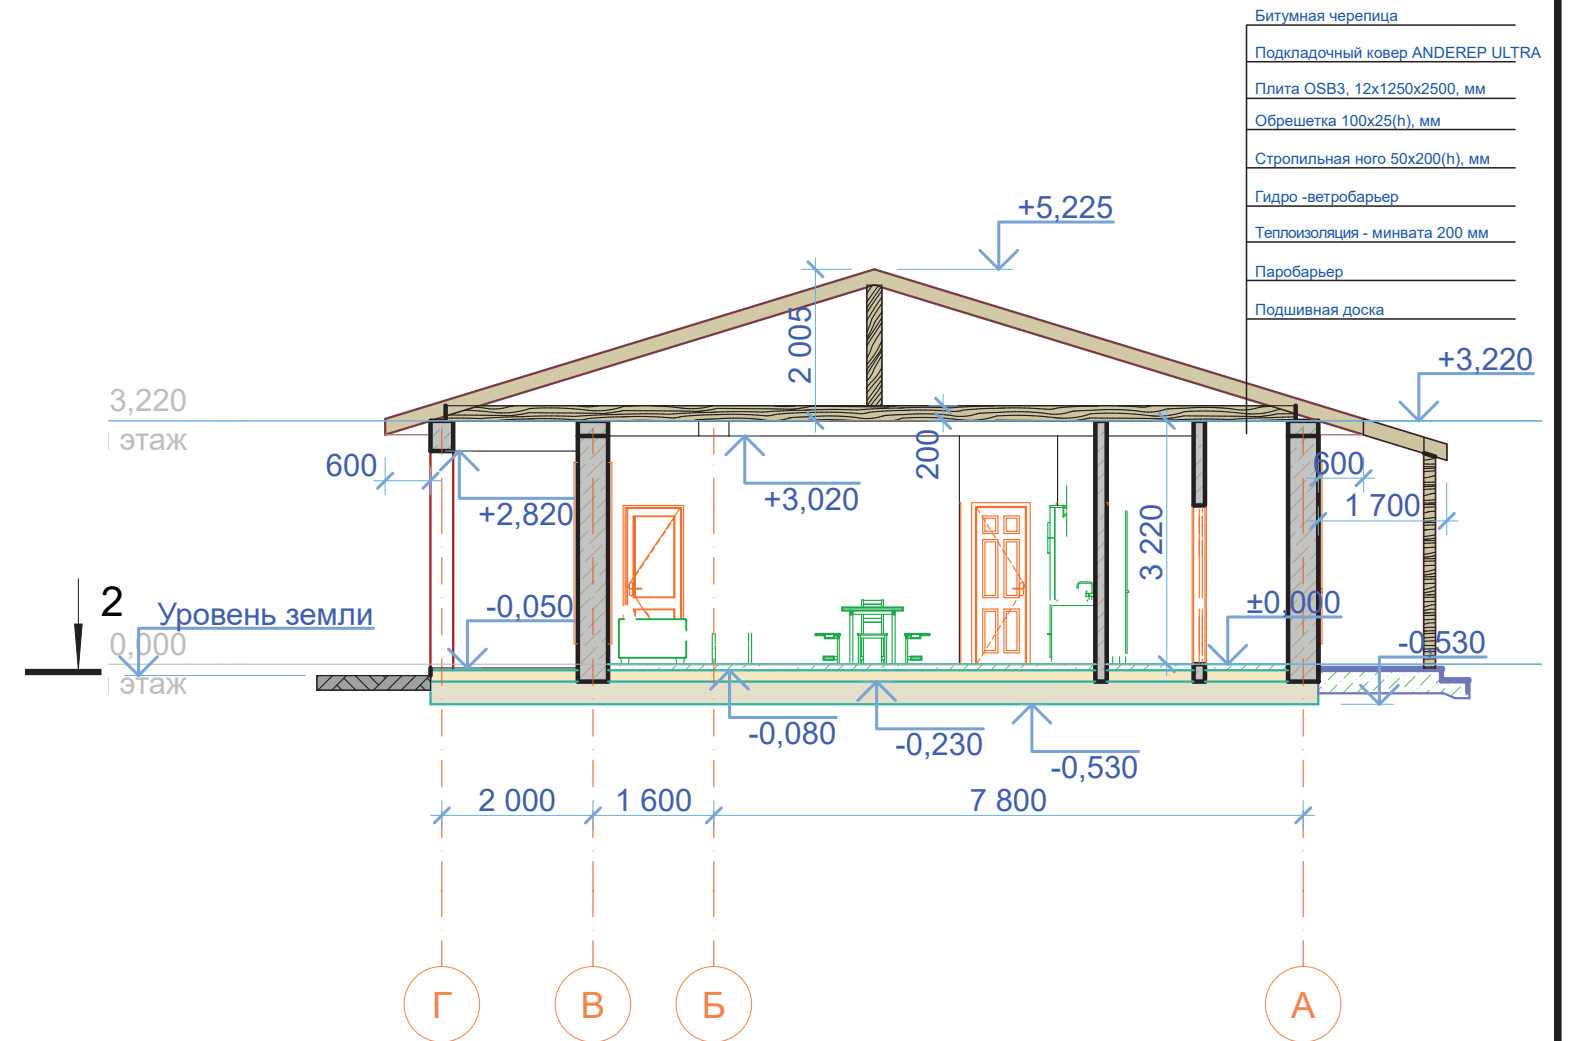 Битумная черепица
Подкладочный ковер ANDEREP ULTRA
Плита OSB3, 12х1250х2500, мм
Обрешетка 100х25(h), мм
Стропильная ного 50х200(h), мм
Гидро -ветробарьер
Теплоизоляция - минвата 200 мм
Паробарьер
Подшивная доска
+5,225
2 005
+3,220
3,220
этаж
600
+2,820
+3,020
200
3 220
600
1 700
2
Уровень земли
0,000
этаж
-0,050
±0,000
-0,530
-0,080
-0,230
-0,530
2 000
1 600
7 800
Г
В
Б
А